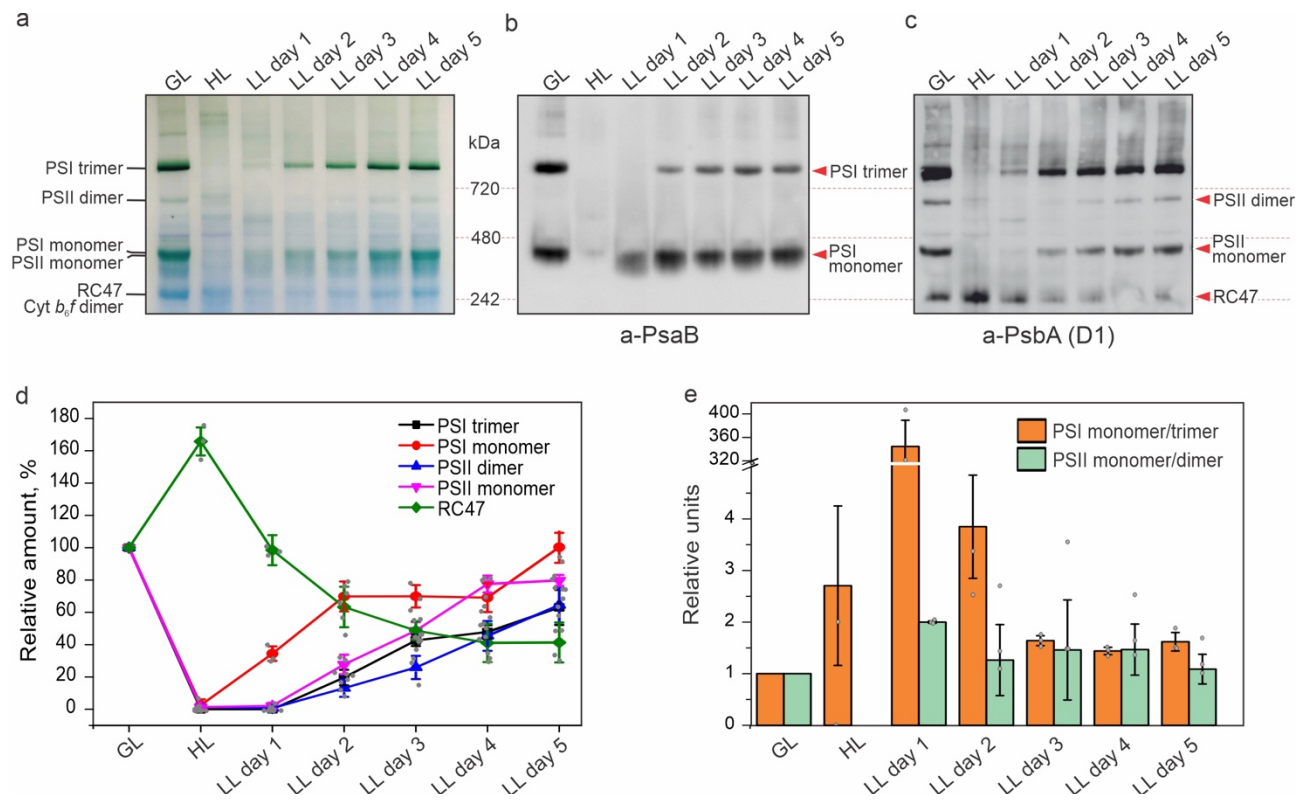 a
b
c
GL HL LL day 1 LL day 2 LL day 3 LL day 4 LL day 5
GL HL LL day 1 LL day 2 LL day 3 LL day 4 LL day 5
GL HL LL day 1 LL day 2 LL day 3 LL day 4 LL day 5
PSI trimer
PSII dimer
PSI monomer
PSII monomer
RC47
Cyt b6f dimer
kDa
720
480
242
PSI trimer
PSI
monomer
a-PsaB
PSII dimer
PSII
monomer
RC47
a-PsbA (D1)
d
Relative amount, %
180
160
140
120
100
80
60
40
20
0
PSI trimer
PSI monomer
PSII dimer
PSII monomer
RC47
GL HL LL day 1 LL day 2 LL day 3 LL day 4 LL day 5
e
Relative units
400
360
320
4
3
2
1
0
PSI monomer/trimer
PSII monomer/dimer
GL HL LL day 1 LL day 2 LL day 3 LL day 4 LL day 5